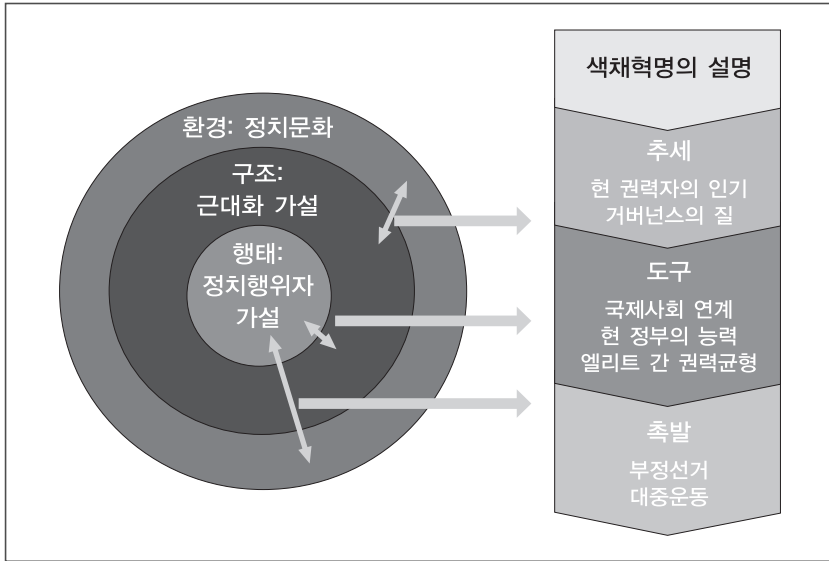 환경: 정치문화
구조:
근대화 가설
행태:
정치행위자
가설
색채혁명의 설명
추세
현 권력자의 인기
거버넌스의 질
도구
국제사회 연계
현 정부의 능력
엘리트 간 권력균형
촉발
부정선거
대중운동